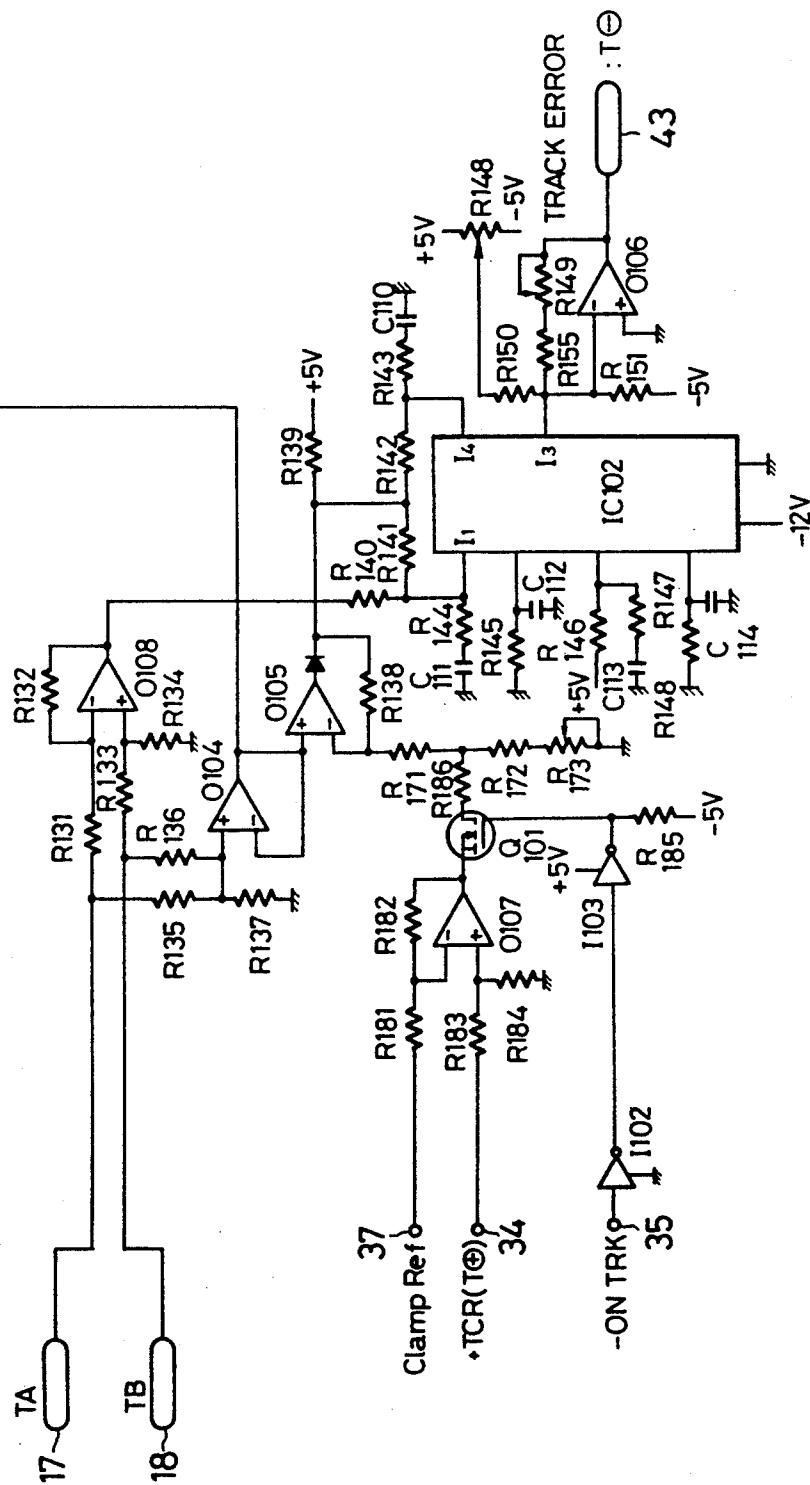 TA
17
TB
18
R131
R132
R133
R134
R
136
R135
R137
O108
O104
O105
R138
R139
+5V
R
140
R141
R142
R143
C110
R
171
R186
R
172
R
173
+5V
Q
101
R181
R182
R183
R184
O107
37
Clamp Ref
+TCR(T⊕)
34
-ON TRK
35
I102
I103
+5V
R
185
-5V
C
111
R
144
R145
C
112
R
146
C113
R147
R148
C
114
I1
I4
I3
IC102
-12V
+5V
R148
-5V
R150
R155
R149
R
151
-5V
O106
TRACK ERROR
: T⊖
43